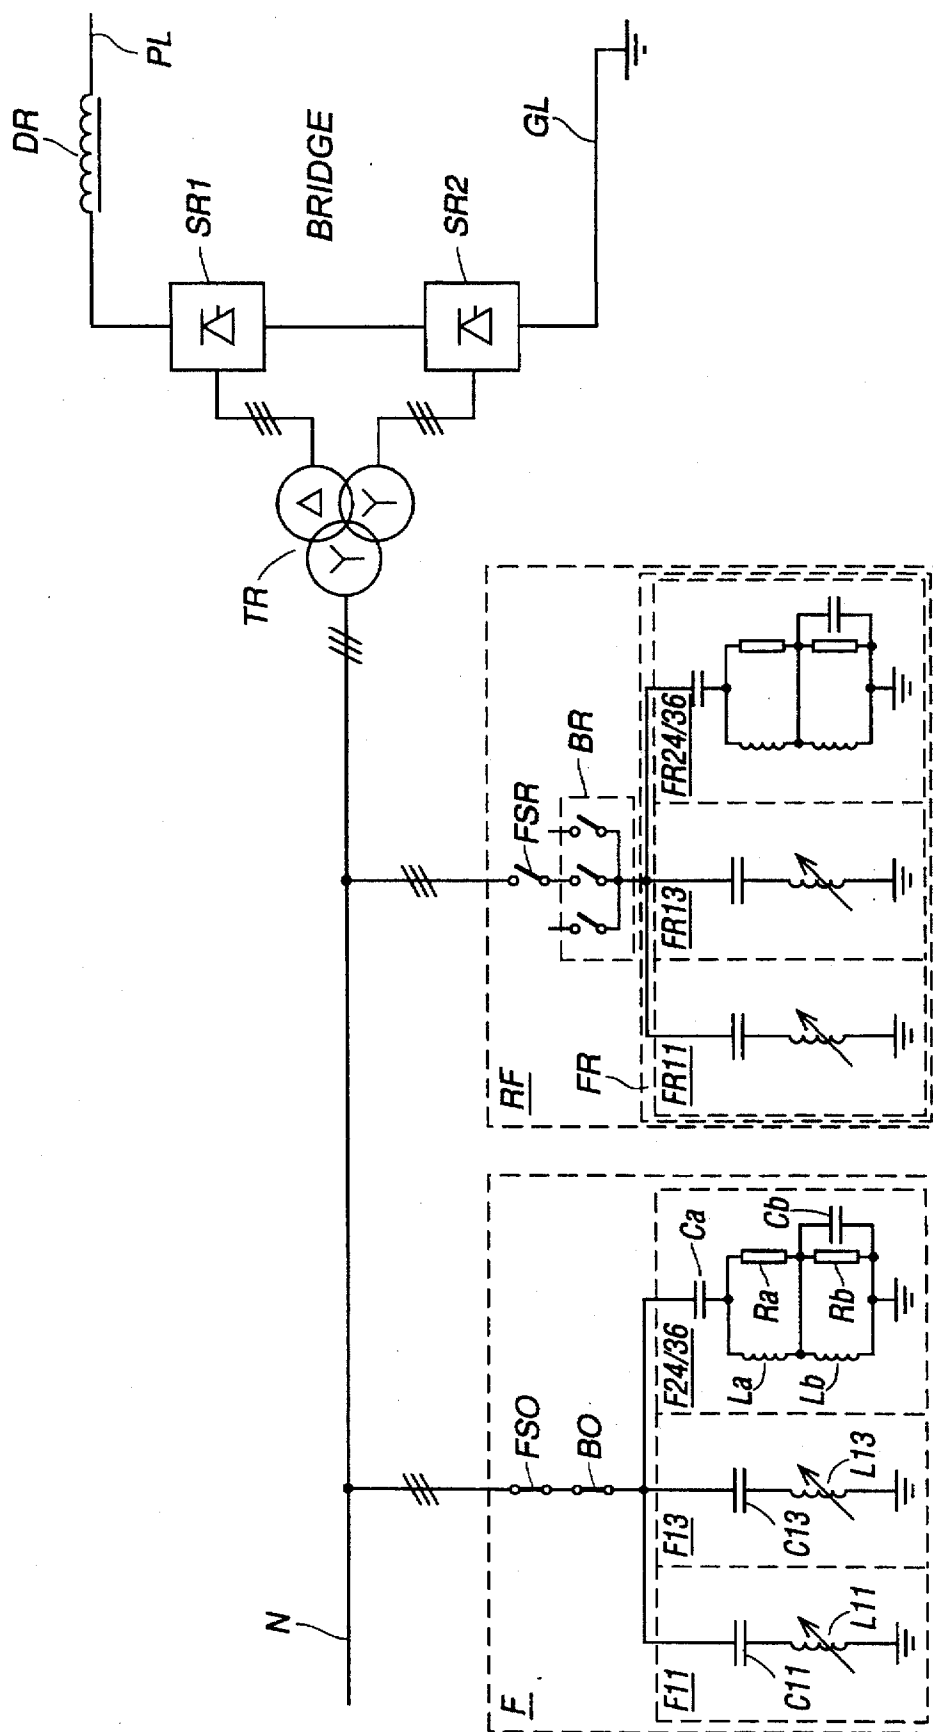 DR
PL
SR1
BRIDGE
GL
SR2
TR
N
F
FSO
BO
F11
C11
L11
F13
C13
L13
F24/36
Ca
La
Ra
Lb
Rb
Cb
RF
FSR
BR
FR
FR11
FR13
FR24/36